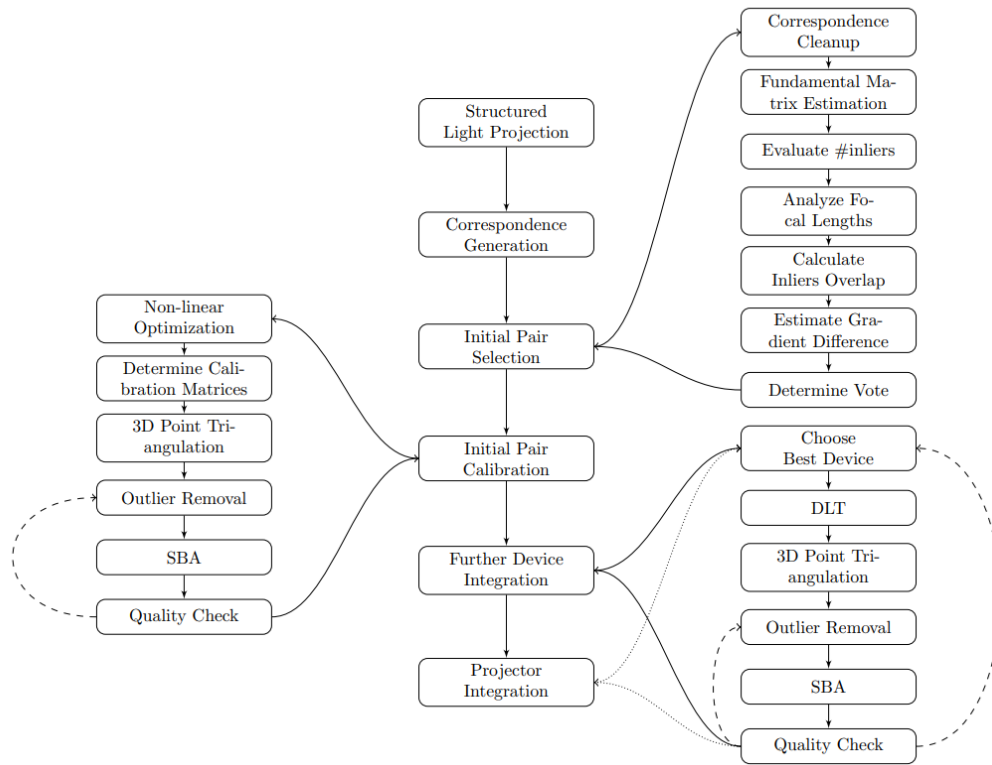 Structured
Light Projection
Correspondence
Generation
Initial Pair
Selection
Initial Pair
Calibration
Further Device
Integration
Projector
Integration
Non-linear
Optimization
Determine Cali-
bration Matrices
3D Point Tri-
angulation
Outlier Removal
SBA
Quality Check
Correspondence
Cleanup
Fundamental Ma-
trix Estimation
Evaluate #inliers
Analyze Fo-
cal Lengths
Calculate
Inliers Overlap
Estimate Gra-
dient Difference
Determine Vote
Choose
Best Device
DLT
3D Point Tri-
angulation
Outlier Removal
SBA
Quality Check